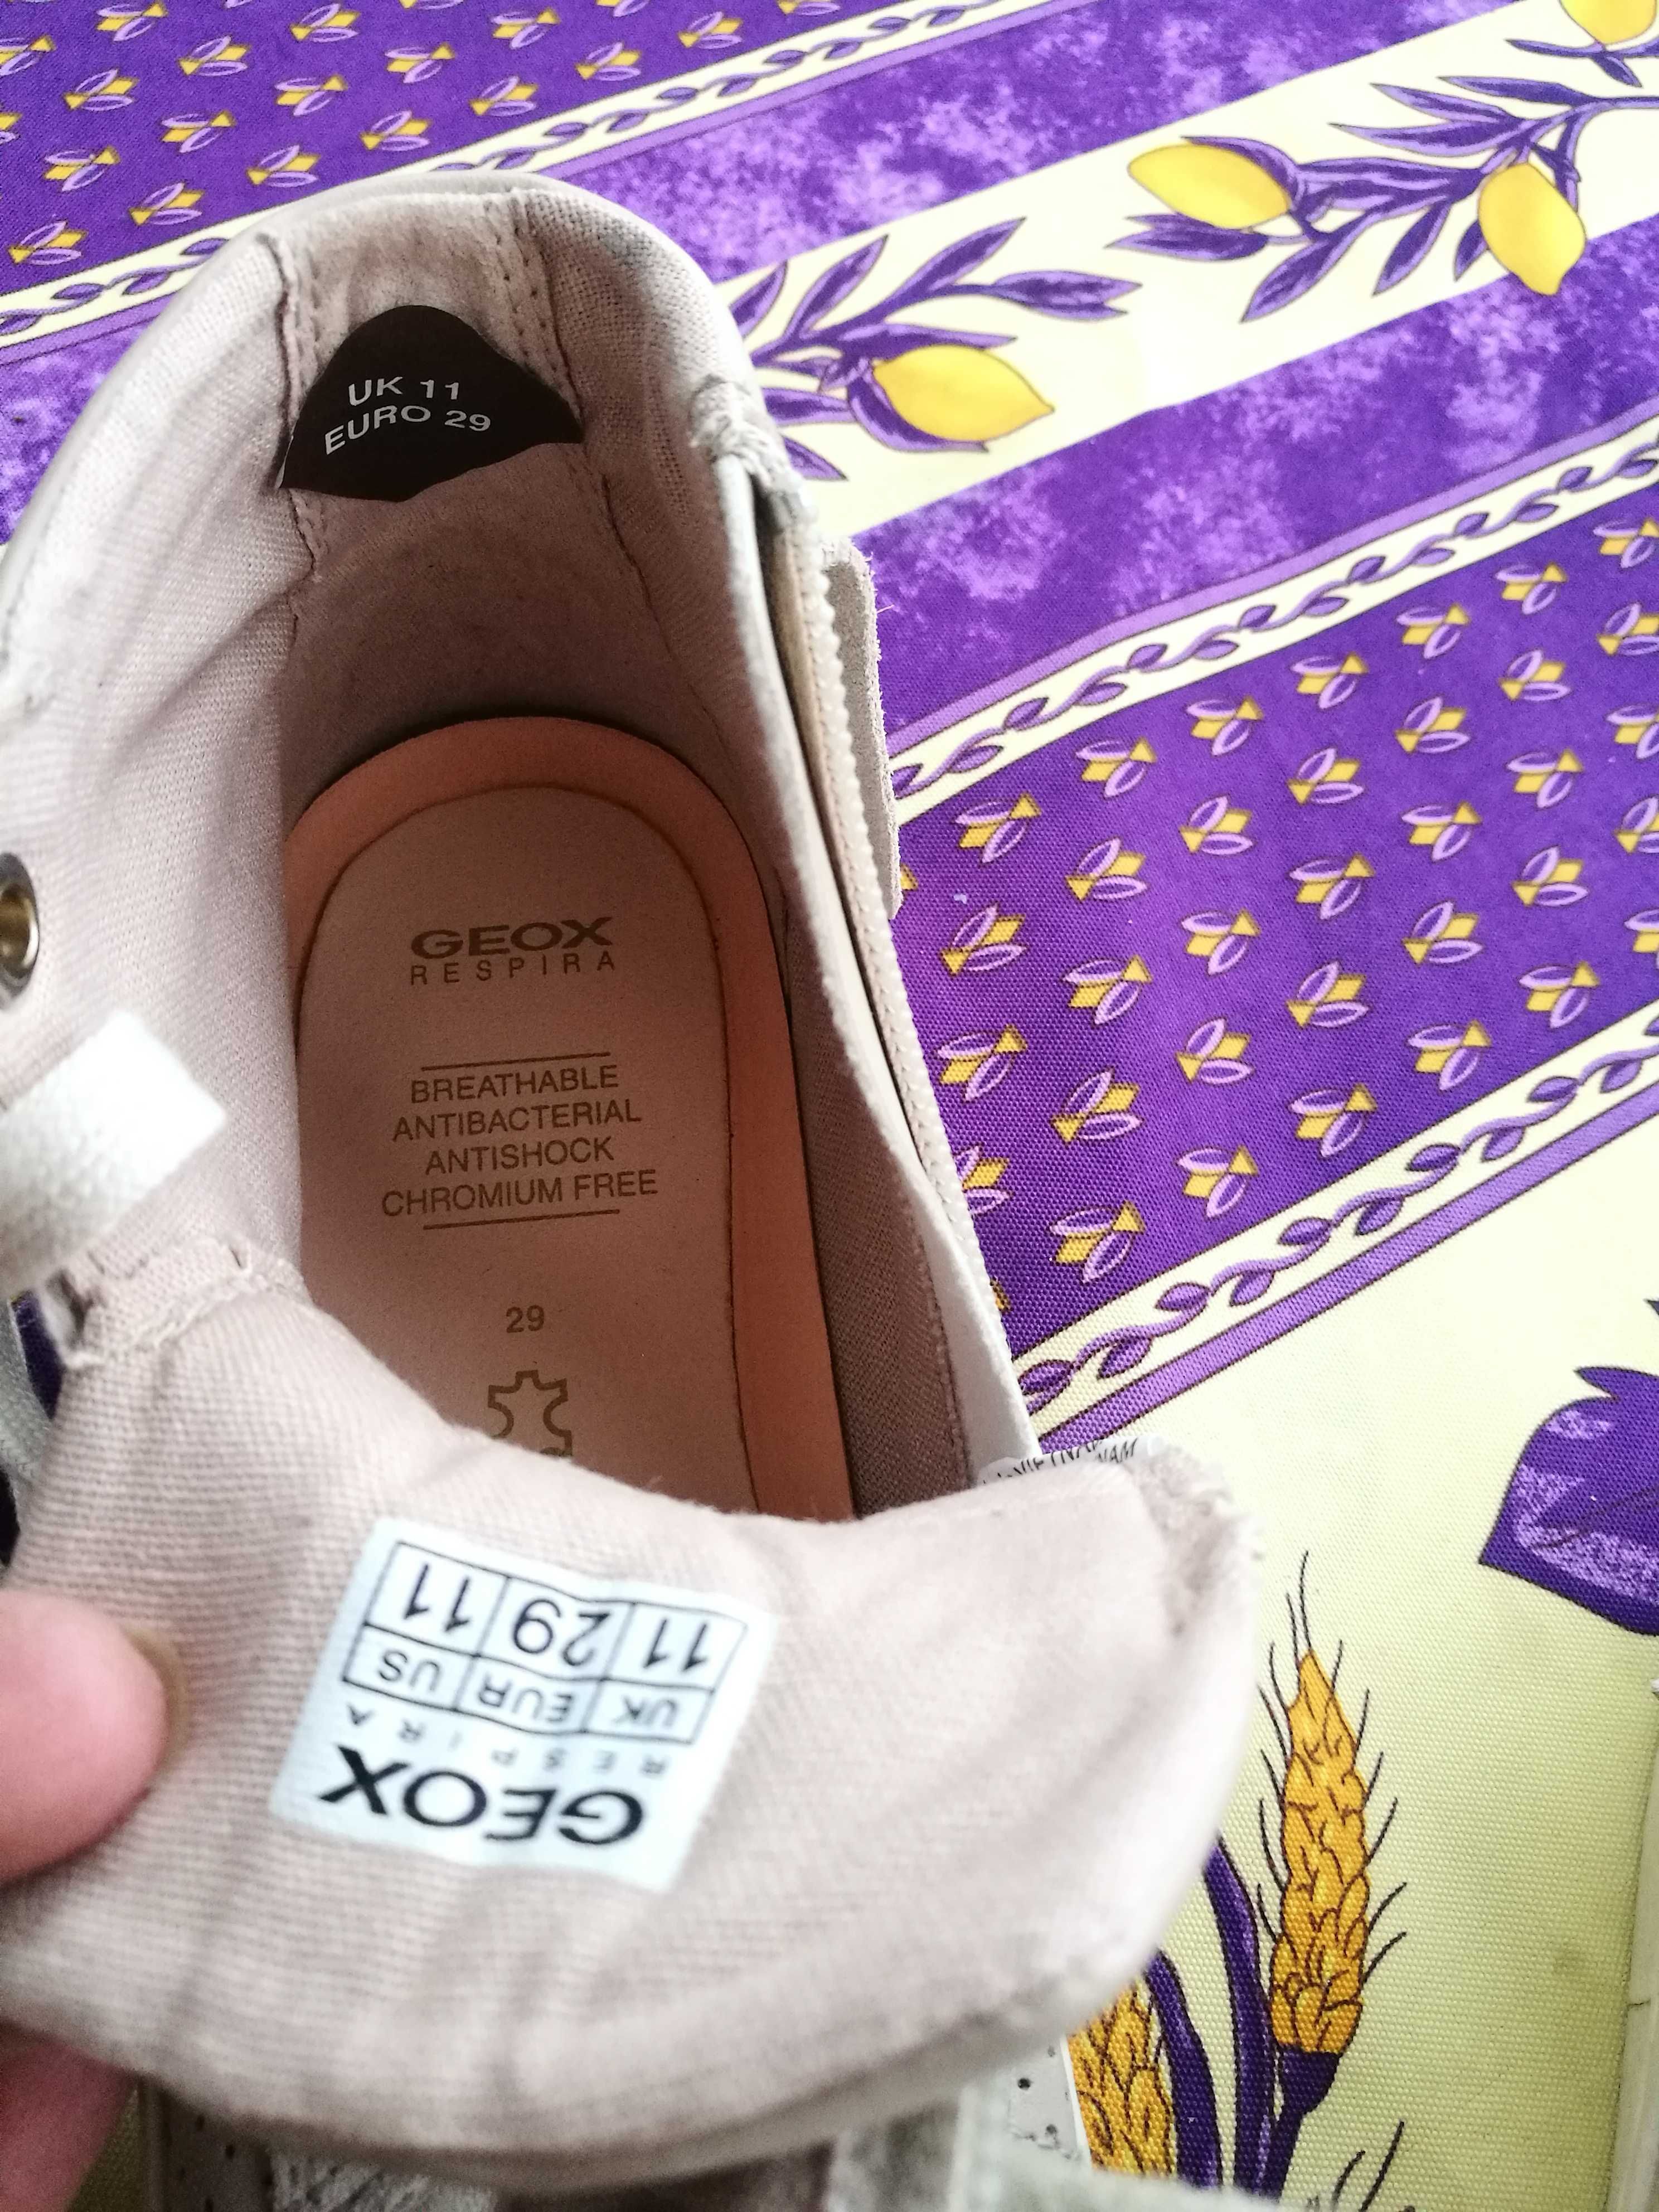 UK 11
EURO 29
GEOX
RESPIRA
BREATHABLE
ANTIBACTERIAL
ANTISHOCK
CHROMIUM FREE
29
VIETNAM
GEOX
RESPIRA
UK EUR US
11 29 11